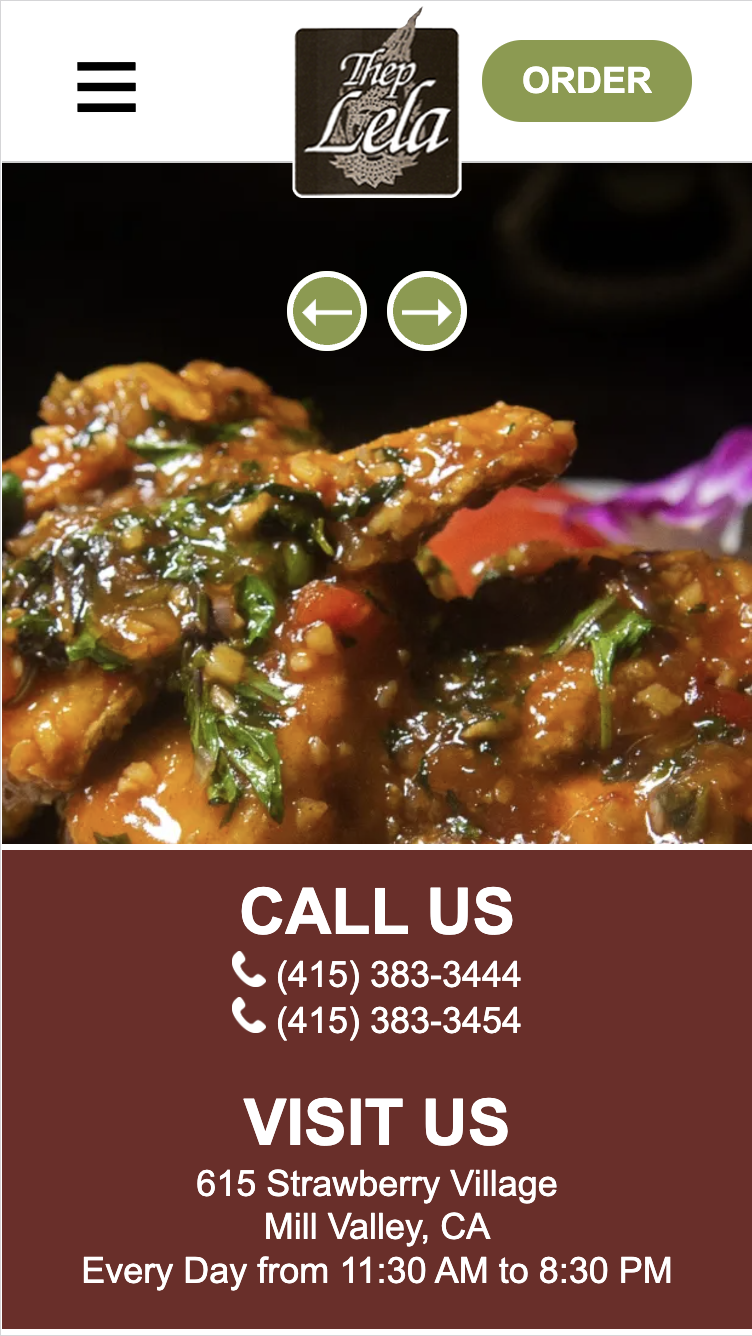 Thep
Lela
ORDER
CALL US
(415) 383-3444
(415) 383-3454
VISIT US
615 Strawberry Village
Mill Valley, CA
Every Day from 11:30 AM to 8:30 PM